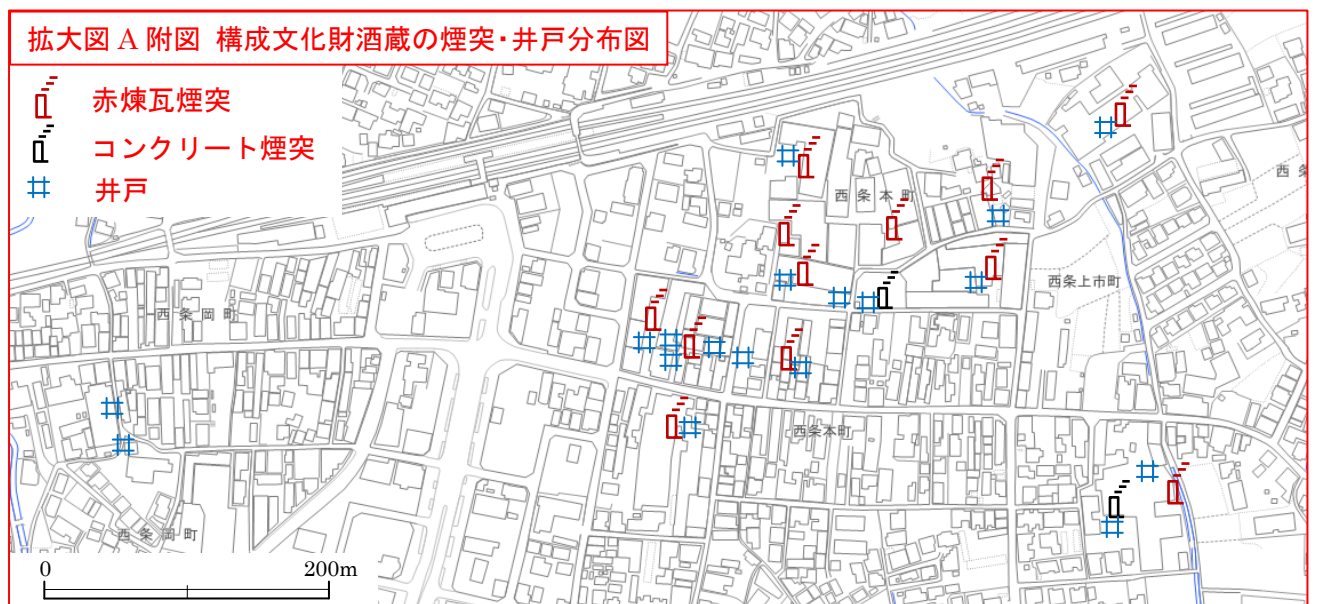 拡大図 A 附図 構成文化財酒蔵の煙突・井戸分布図
赤煉瓦煙突
コンクリート煙突
井戸
西条本町
西条
西条上市町
西条岡町
西条本町
西条岡町
0 200m